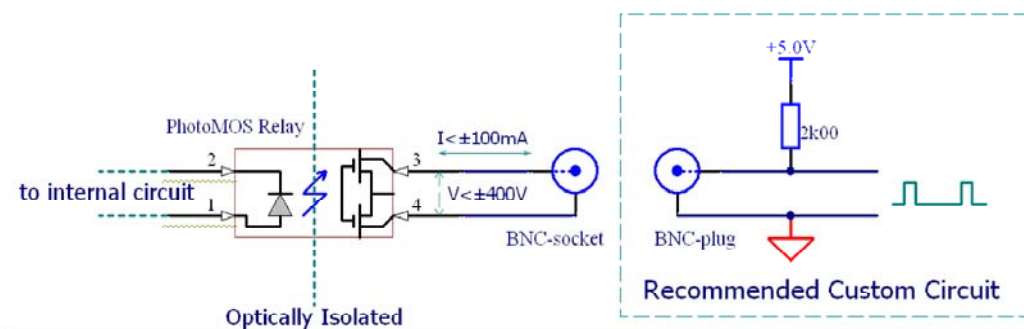 +5.0V
PhotoMOS Relay
I<±100mA
2k00
2
3
to internal circuit
V<±400V
1
4
BNC-socket
BNC-plug
Recommended Custom Circuit
Optically Isolated